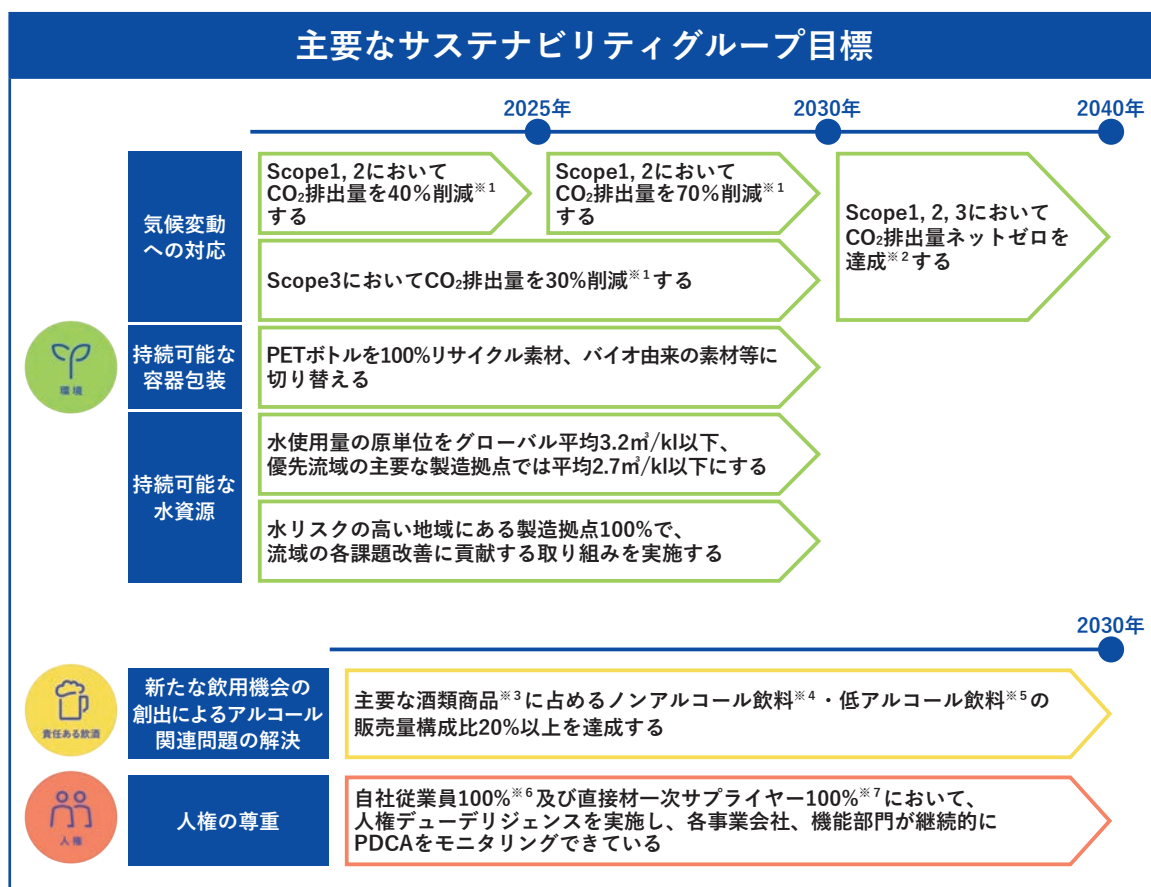 主要なサステナビリティグループ目標
2025年
2030年
2040年
気候変動
への対応
Scope1, 2において
CO₂排出量を40%削減※1
する
Scope1, 2において
CO₂排出量を70%削減※1
する
Scope1, 2, 3において
CO₂排出量ネットゼロを
達成※2する
Scope3においてCO₂排出量を30%削減※1する
環境
持続可能な
容器包装
PETボトルを100%リサイクル素材、バイオ由来の素材等に
切り替える
持続可能な
水資源
水使用量の原単位をグローバル平均3.2㎥/kl以下、
優先流域の主要な製造拠点では平均2.7㎥/kl以下にする
水リスクの高い地域にある製造拠点100%で、
流域の各課題改善に貢献する取り組みを実施する
2030年
責任ある飲酒
新たな飲用機会の
創出によるアルコール
関連問題の解決
主要な酒類商品※3に占めるノンアルコール飲料※4・低アルコール飲料※5の
販売量構成比20%以上を達成する
人権
人権の尊重
自社従業員100%※6及び直接材一次サプライヤー100%※7において、
人権デューデリジェンスを実施し、各事業会社、機能部門が継続的に
PDCAをモニタリングできている